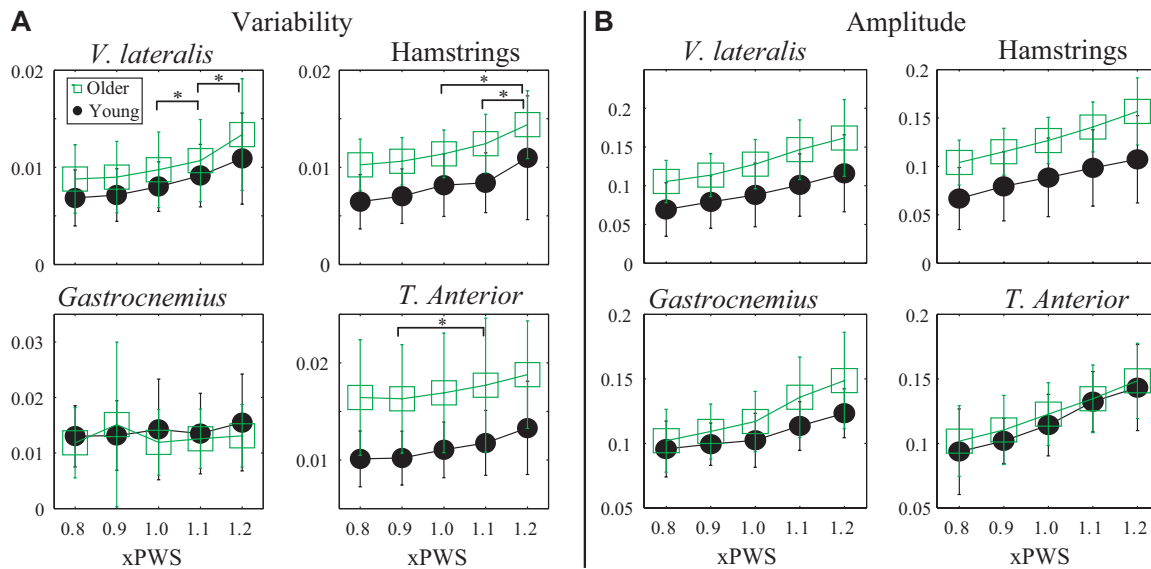 A Variability
V. lateralis Hamstrings
0.02 0.02
Older
Young
* * * *
0.01 0.01
0 0
Gastrocnemius T. Anterior
0.03 *
0.02
0.02
0.01
0.01
0
0.8 0.9 1.0 1.1 1.2 0.8 0.9 1.0 1.1 1.2
xPWS xPWS
B Amplitude
V. lateralis Hamstrings
0.2 0.2
0.15 0.15
0.1 0.1
0.05 0.05
0 0
Gastrocnemius T. Anterior
0.2 0.2
0.15 0.15
0.1 0.1
0.05 0.05
0.8 0.9 1.0 1.1 1.2 0.8 0.9 1.0 1.1 1.2
xPWS xPWS